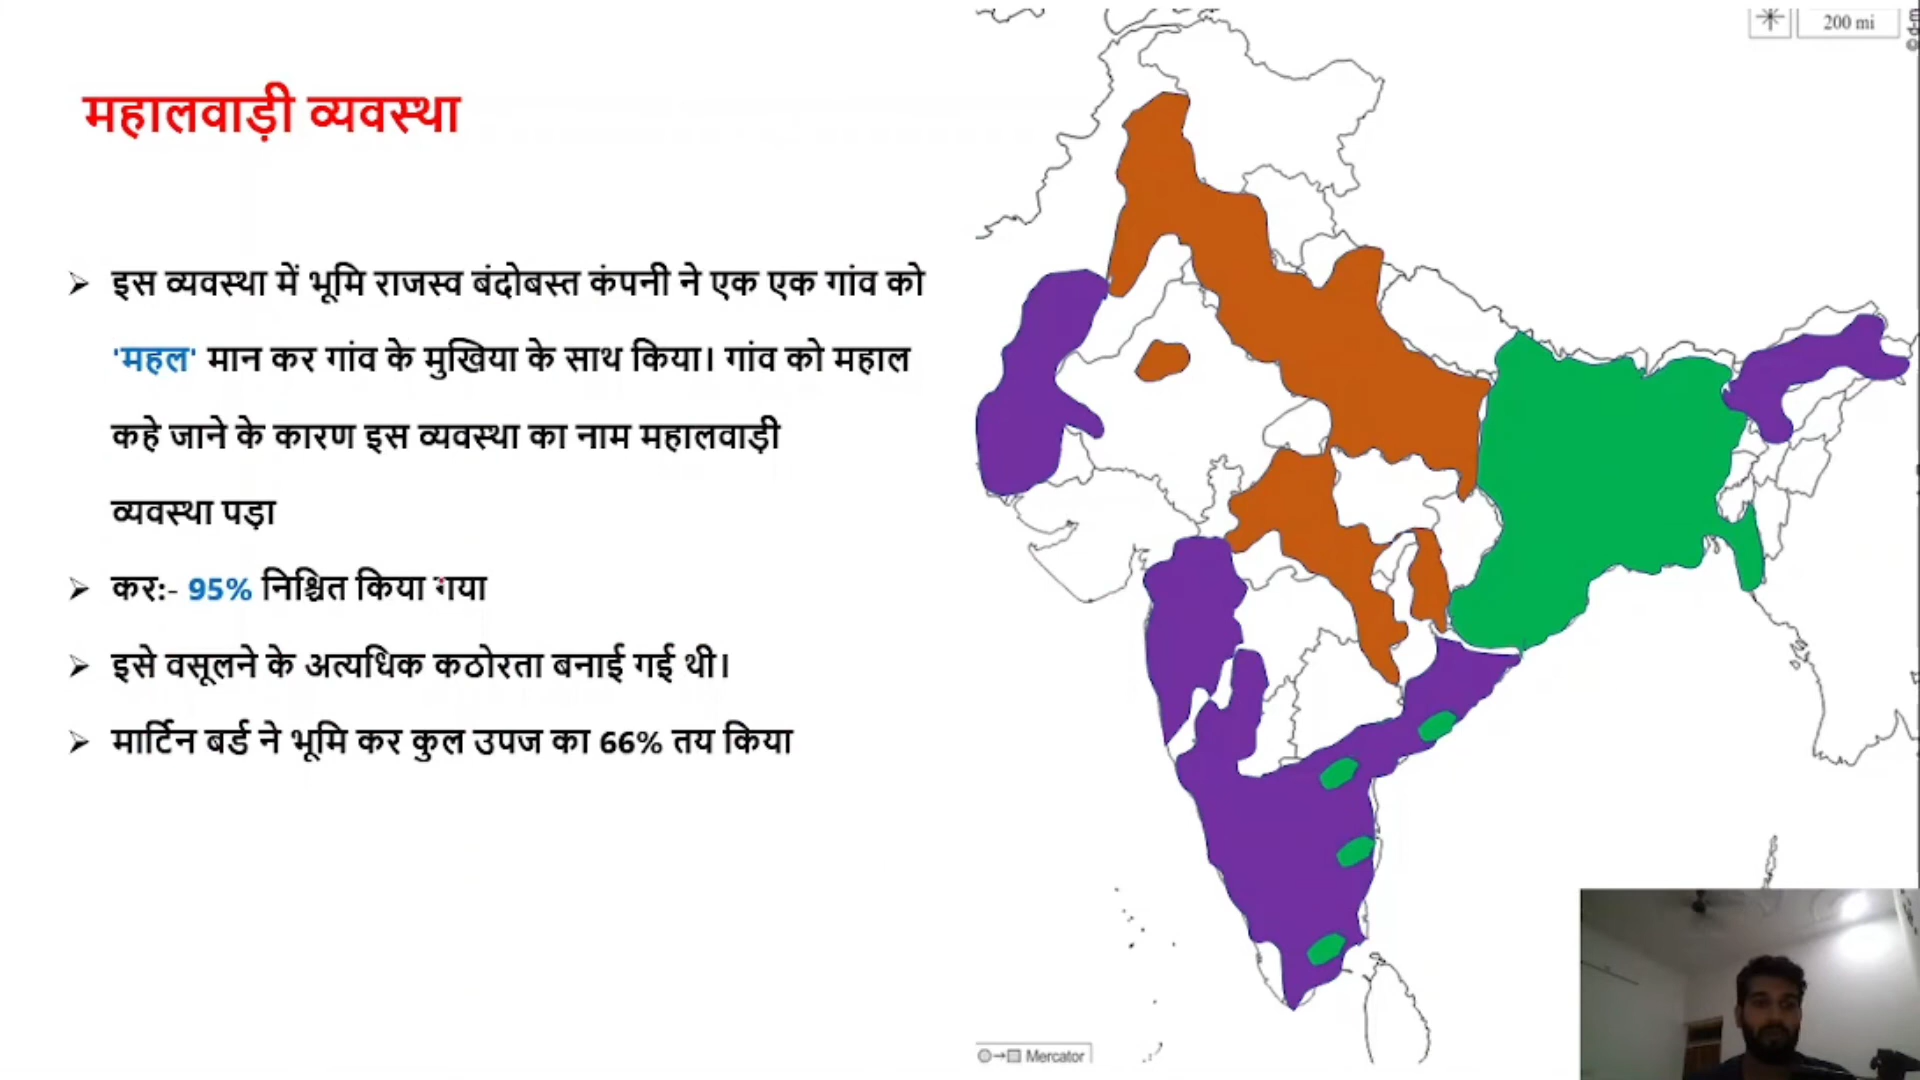 200 mi
महालवाड़ी व्यवस्था
इस व्यवस्था में भूमि राजस्व बंदोबस्त कंपनी ने एक एक गांव को
'महल' मान कर गांव के मुखिया के साथ किया। गांव को महाल
कहे जाने के कारण इस व्यवस्था का नाम महालवाड़ी
व्यवस्था पड़ा
कर:- 95% निश्चित किया गया
इसे वसूलने के अत्यधिक कठोरता बनाई गई थी।
मार्टिन बर्ड ने भूमि कर कुल उपज का 66% तय किया
Mercator